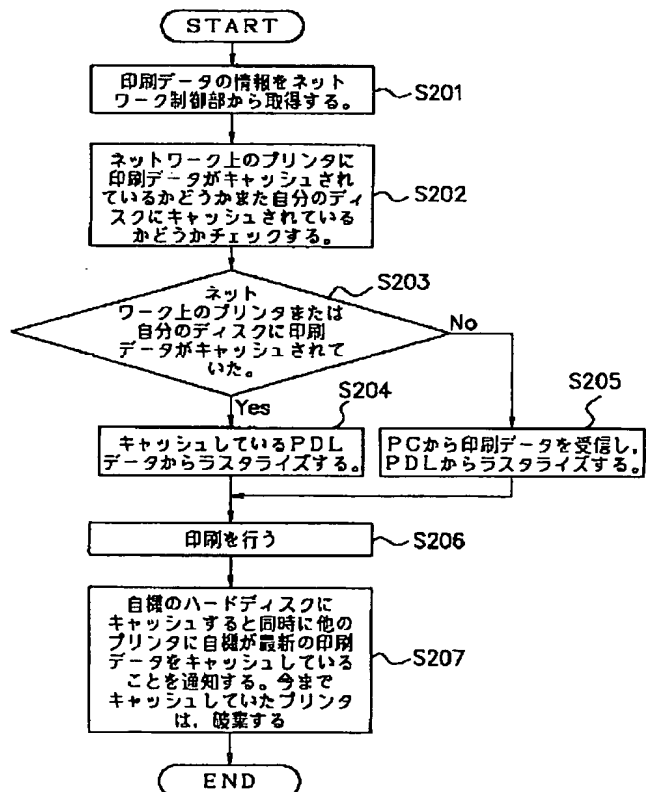 START
印刷データの情報をネット
ワーク制御部から取得する。
S201
ネットワーク上のプリンタに
印刷データがキャッシュされ
ているかどうかまた自分のディ
スクにキャッシュされている
かどうかチェックする。
S202
S203
ネット
ワーク上のプリンタまたは
自分のディスクに印刷
データがキャッシュされて
いた。
No
Yes
S204
キャッシュしているPDL
データからラスタライズする。
S205
PCから印刷データを受信し,
PDLからラスタライズする。
印刷を行う
S206
自機のハードディスクに
キャッシュすると同時に他の
プリンタに自機が最新の印刷
データをキャッシュしている
ことを通知する。今まで
キャッシュしていたプリンタ
は,破棄する
S207
END